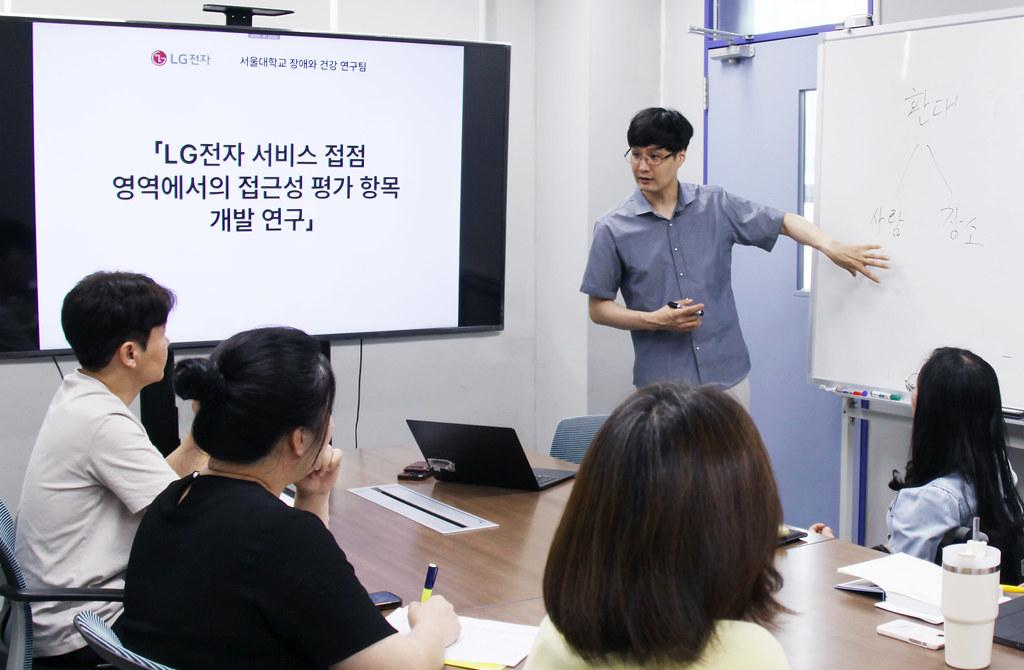 LG전자
서울대학교 장애와 건강 연구팀
「LG전자 서비스 접점
영역에서의 접근성 평가 항목
개발 연구」
환대
사람 장소